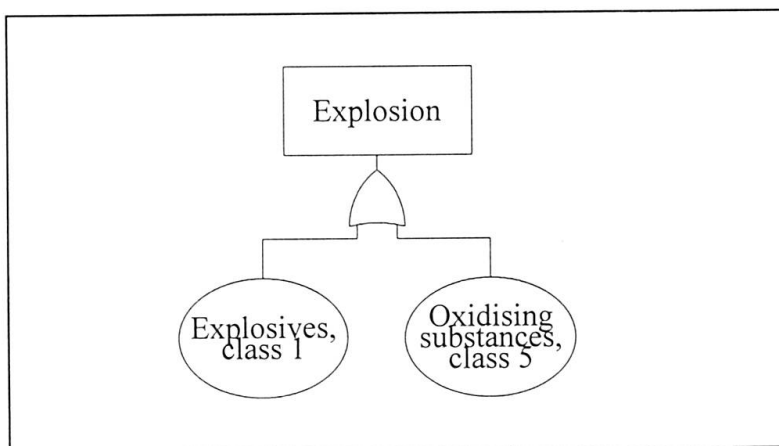 Explosion
Explosives,
class 1
Oxidising
substances,
class 5